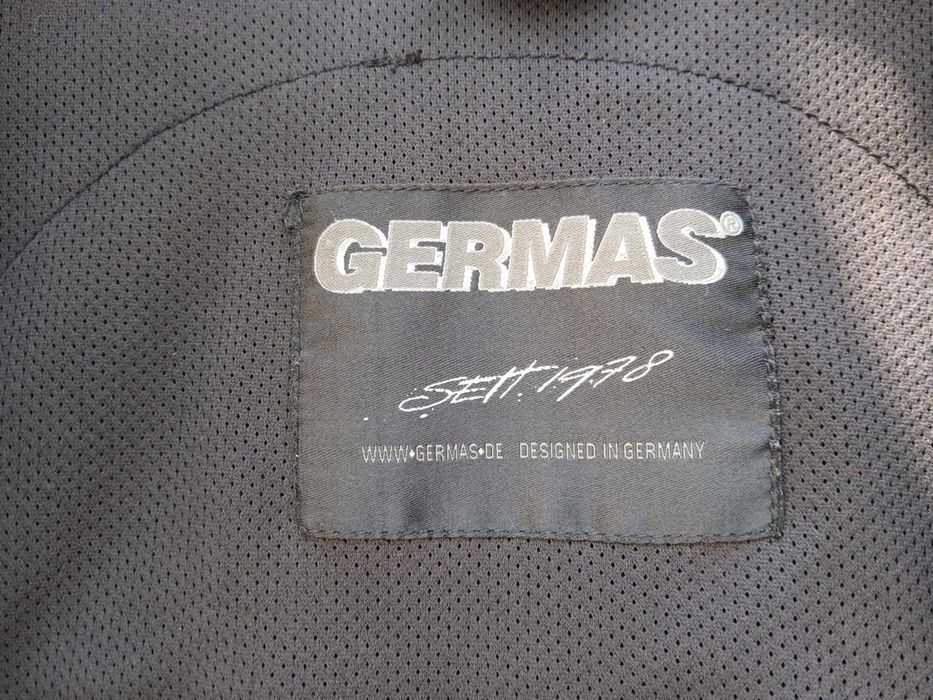 GERMAS®
SEIT 1978
WWW♦GERMAS♦DE DESIGNED IN GERMANY